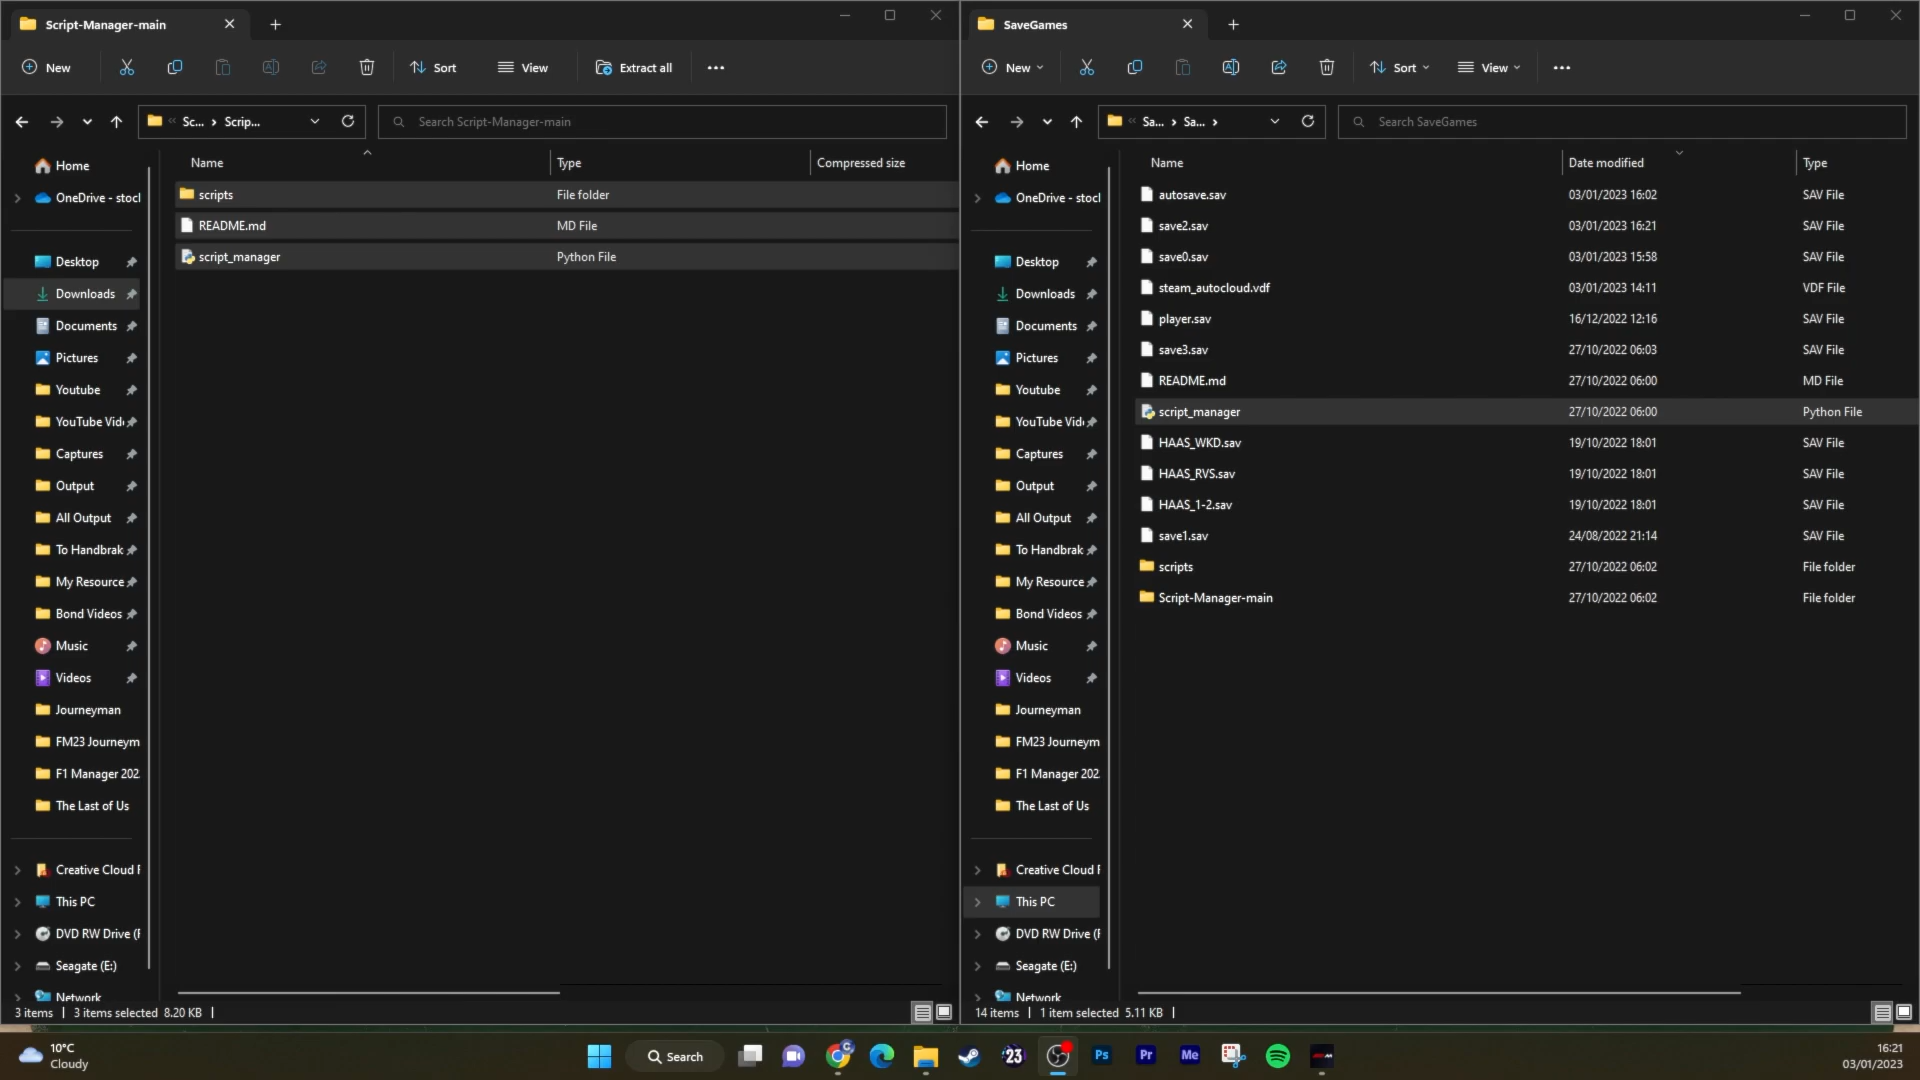 Script-Manager-main
New
Sort
View
Extract all
Sc...
Scrip...
Search Script-Manager-main
Home
OneDrive - stocl
Desktop
Downloads
Documents
Pictures
Youtube
YouTube Vid
Captures
Output
All Output
To Handbrak
My Resource
Bond Videos
Music
Videos
Journeyman
FM23 Journeym
F1 Manager 202
The Last of Us
Creative Cloud F
This PC
DVD RW Drive (F
Seagate (E:)
Network
Name Type Compressed size
scripts File folder
README.md MD File
script_manager Python File
3 items 3 items selected 8.20 KB
SaveGames
New
Sort
View
Sa...
Sa...
Search SaveGames
Home
OneDrive - stocl
Desktop
Downloads
Documents
Pictures
Youtube
YouTube Vid
Captures
Output
All Output
To Handbrak
My Resource
Bond Videos
Music
Videos
Journeyman
FM23 Journeym
F1 Manager 202
The Last of Us
Creative Cloud F
This PC
DVD RW Drive (F
Seagate (E:)
Network
Name Date modified Type
autosave.sav 03/01/2023 16:02 SAV File
save2.sav 03/01/2023 16:21 SAV File
save0.sav 03/01/2023 15:58 SAV File
steam_autocloud.vdf 03/01/2023 14:11 VDF File
player.sav 16/12/2022 12:16 SAV File
save3.sav 27/10/2022 06:03 SAV File
README.md 27/10/2022 06:00 MD File
script_manager 27/10/2022 06:00 Python File
HAAS_WKD.sav 19/10/2022 18:01 SAV File
HAAS_RVS.sav 19/10/2022 18:01 SAV File
HAAS_1-2.sav 19/10/2022 18:01 SAV File
save1.sav 24/08/2022 21:14 SAV File
scripts 27/10/2022 06:02 File folder
Script-Manager-main 27/10/2022 06:02 File folder
14 items 1 item selected 5.11 KB
10°C
Cloudy
Search
C
23
Ps
Pr
Me
16:21
03/01/2023